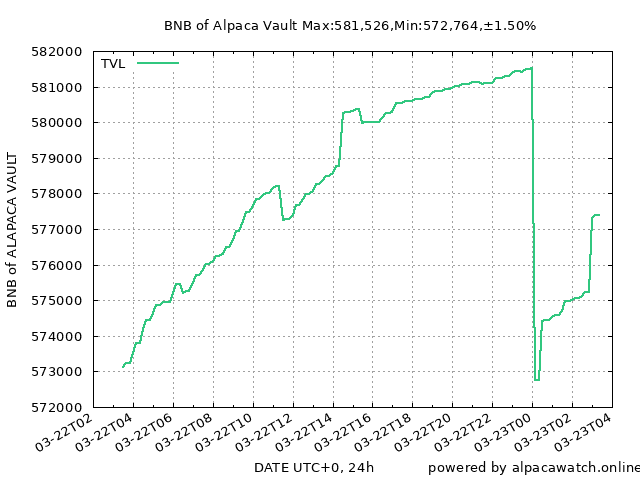 BNB of Alpaca Vault Max:581,526,Min:572,764,±1.50%
TVL
582000
581000
580000
579000
578000
577000
576000
575000
574000
573000
572000
BNB of ALAPACA VAULT
03-22T02
03-22T04
03-22T06
03-22T08
03-22T10
03-22T12
03-22T14
03-22T16
03-22T18
03-22T20
03-22T22
03-23T00
03-23T02
03-23T04
DATE UTC+0, 24h
powered by alpacawatch.online